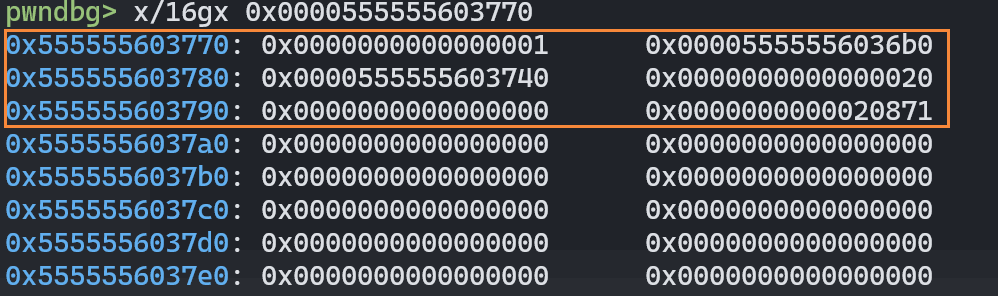 pwndbg> x/16gx 0x0000555555603770
0x555555603770: 0x0000000000000001 0x00005555556036b0
0x555555603780: 0x0000555555603740 0x0000000000000020
0x555555603790: 0x0000000000000000 0x0000000000020871
0x5555556037a0: 0x0000000000000000 0x0000000000000000
0x5555556037b0: 0x0000000000000000 0x0000000000000000
0x5555556037c0: 0x0000000000000000 0x0000000000000000
0x5555556037d0: 0x0000000000000000 0x0000000000000000
0x5555556037e0: 0x0000000000000000 0x0000000000000000